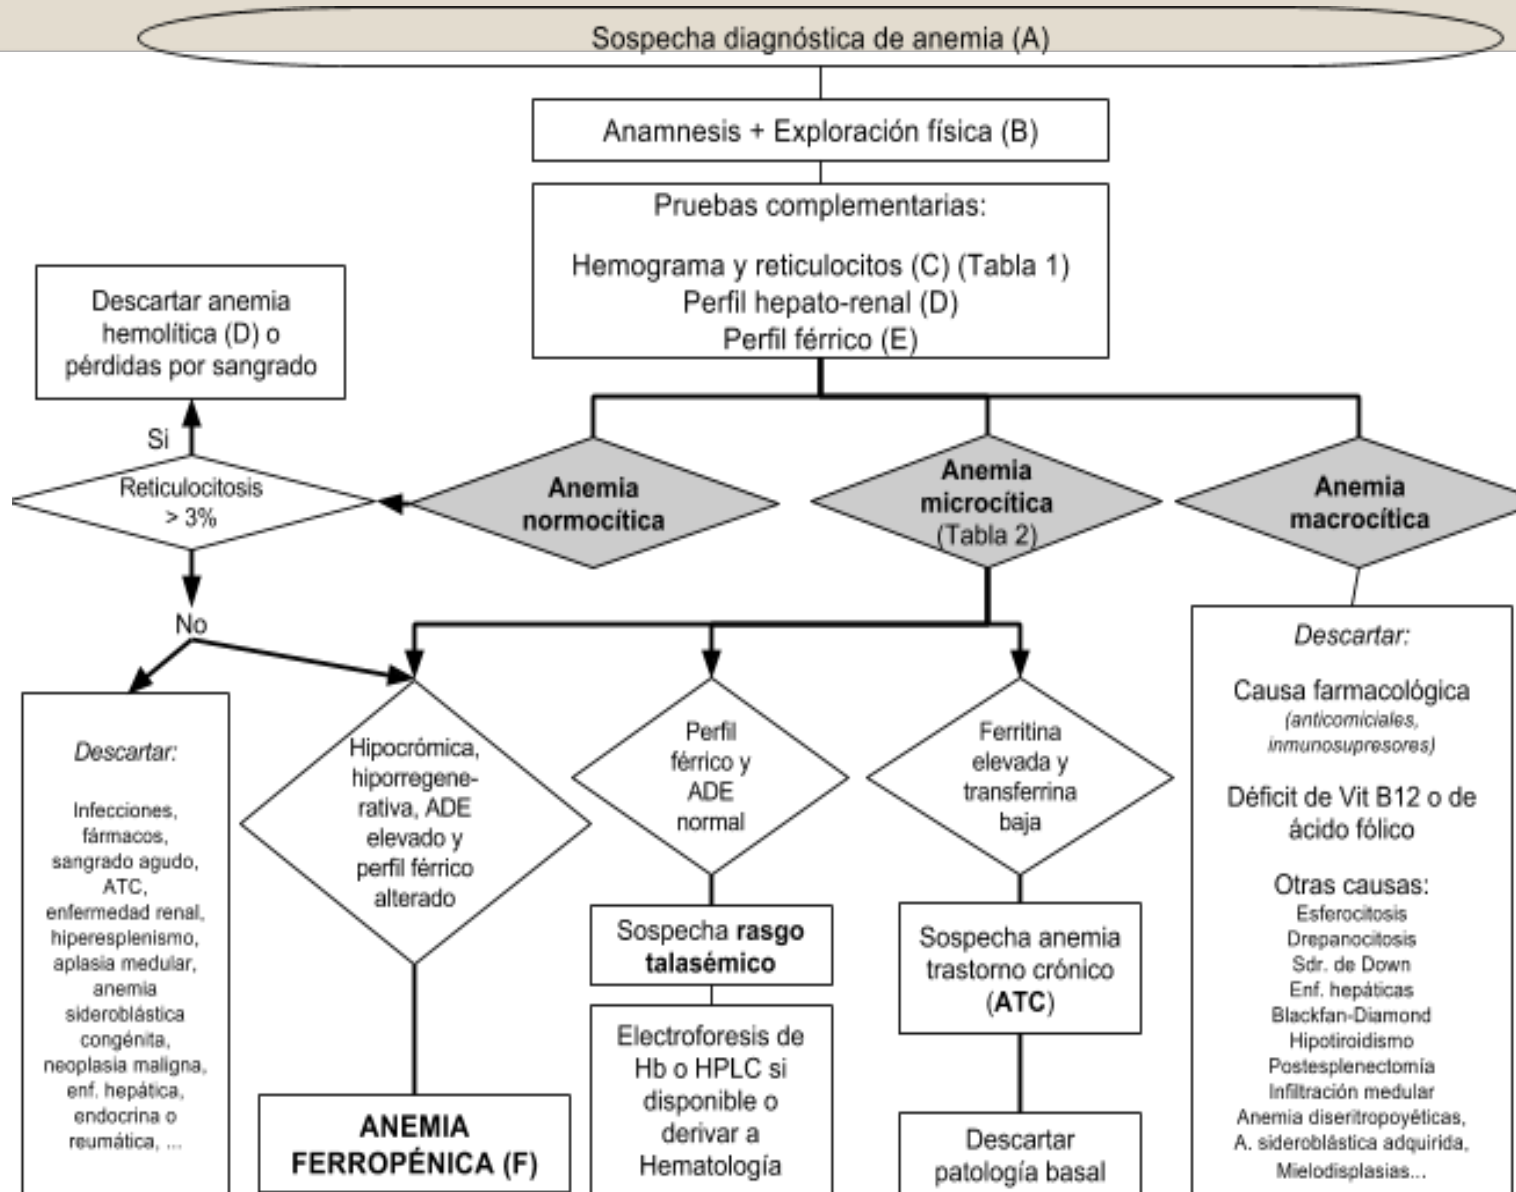 Sospecha diagnóstica de anemia (A)
Anamnesis + Exploración física (B)
Pruebas complementarias:
Hemograma y reticulocitos (C) (Tabla 1)
Perfil hepato-renal (D)
Perfil férrico (E)
Descartar anemia
hemolítica (D) o
pérdidas por sangrado
Si
Reticulocitosis
> 3%
No
Anemia
normocítica
Anemia
microcítica
(Tabla 2)
Anemia
macrocítica
Descartar:
Infecciones,
fármacos,
sangrado agudo,
ATC,
enfermedad renal,
hiperesplenismo,
aplasia medular,
anemia
sideroblástica
congénita,
neoplasia maligna,
enf. hepática,
endocrina o
reumática, ...
Hipocrómica,
hiporregene-
rativa, ADE
elevado y
perfil férrico
alterado
ANEMIA
FERROPÉNICA (F)
Perfil
férrico y
ADE
normal
Sospecha rasgo
talasémico
Electroforesis de
Hb o HPLC si
disponible o
derivar a
Hematología
Ferritina
elevada y
transferrina
baja
Sospecha anemia
trastorno crónico
(ATC)
Descartar
patología basal
Descartar:
Causa farmacológica
(anticomiciales,
inmunosupresores)
Déficit de Vit B12 o de
ácido fólico
Otras causas:
Esferocitosis
Drepanocitosis
Sdr. de Down
Enf. hepáticas
Blackfan-Diamond
Hipotiroidismo
Postesplenectomía
Infiltración medular
Anemia diseritropoyéticas,
A. sideroblástica adquirida,
Mielodisplasias...